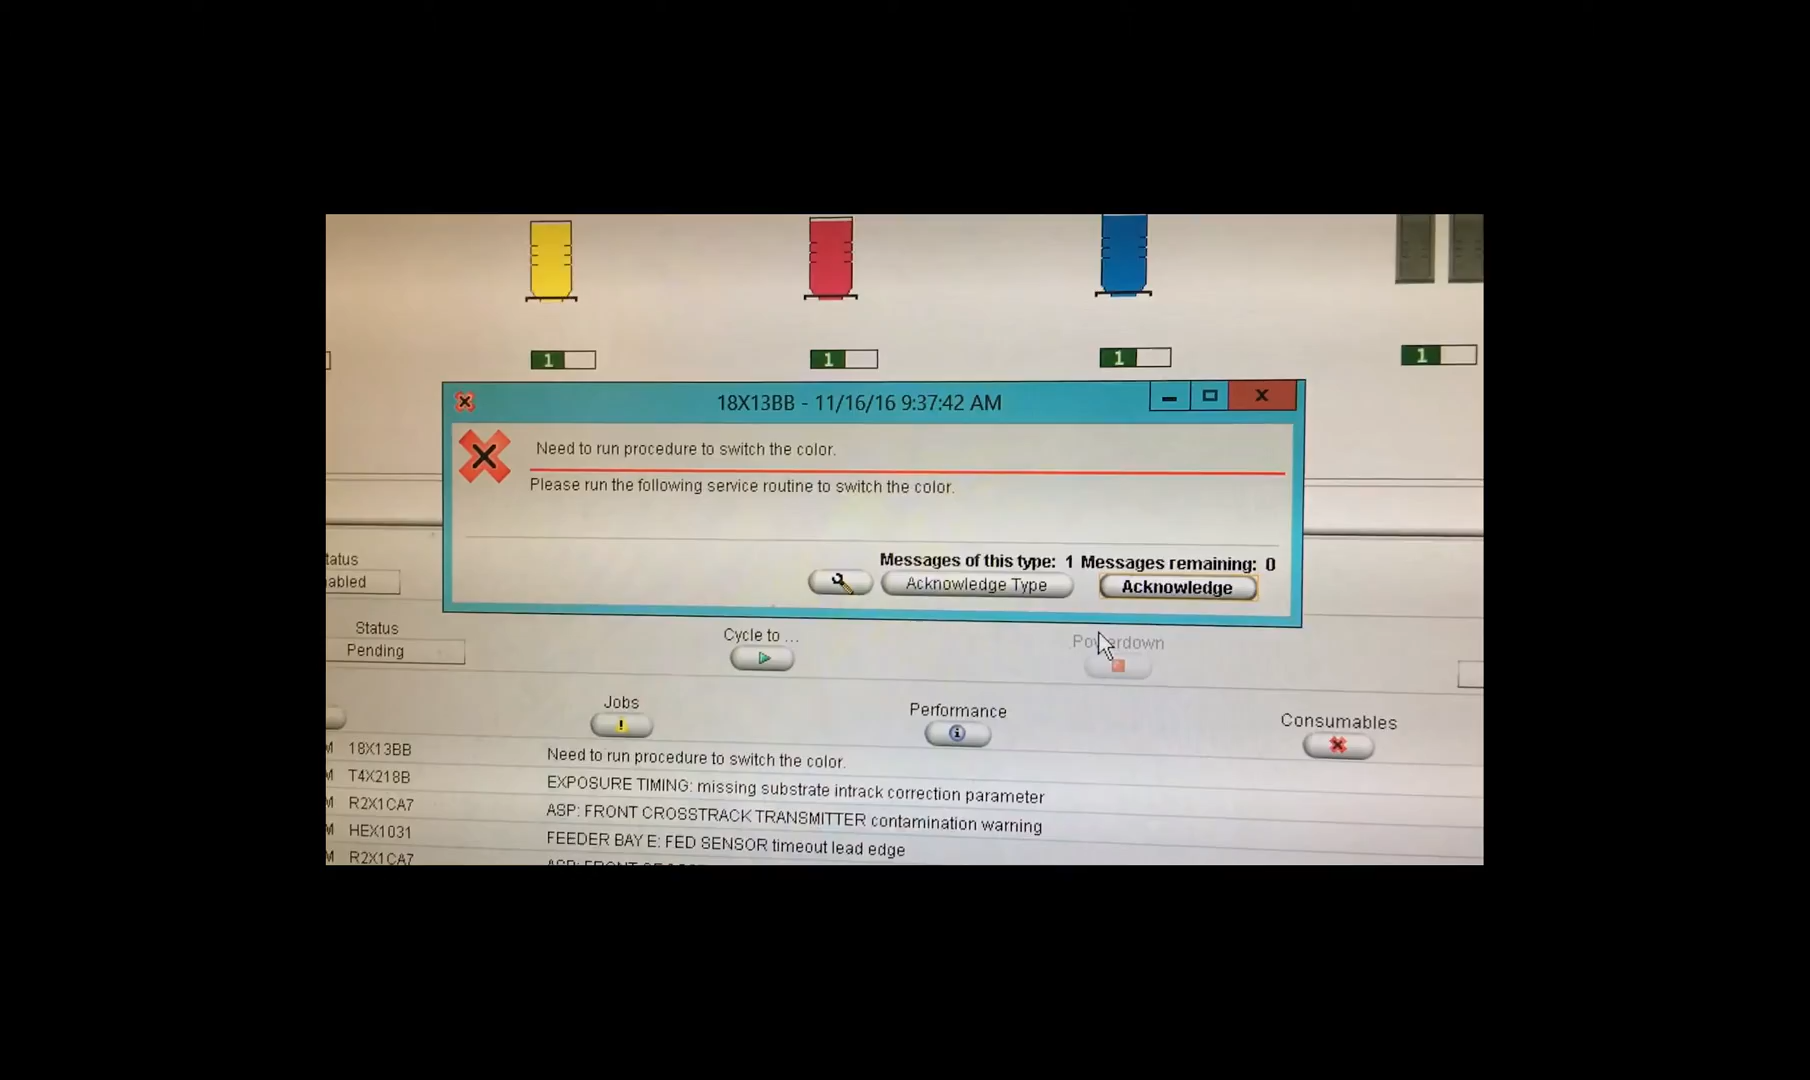 1
1
1
1
18X13BB - 11/16/16 9:37:42 AM
Need to run procedure to switch the color.
Please run the following service routine to switch the color.
Messages of this type: 1 Messages remaining: 0
Acknowledge Type
Acknowledge
tatus
abled
Status
Pending
Cycle to ...
Powerdown
Jobs
Performance
Consumables
M 18X13BB Need to run procedure to switch the color.
M T4X218B EXPOSURE TIMING: missing substrate intrack correction parameter
M R2X1CA7 ASP: FRONT CROSSTRACK TRANSMITTER contamination warning
M HEX1031 FEEDER BAY E: FED SENSOR timeout lead edge
M R2X1CA7